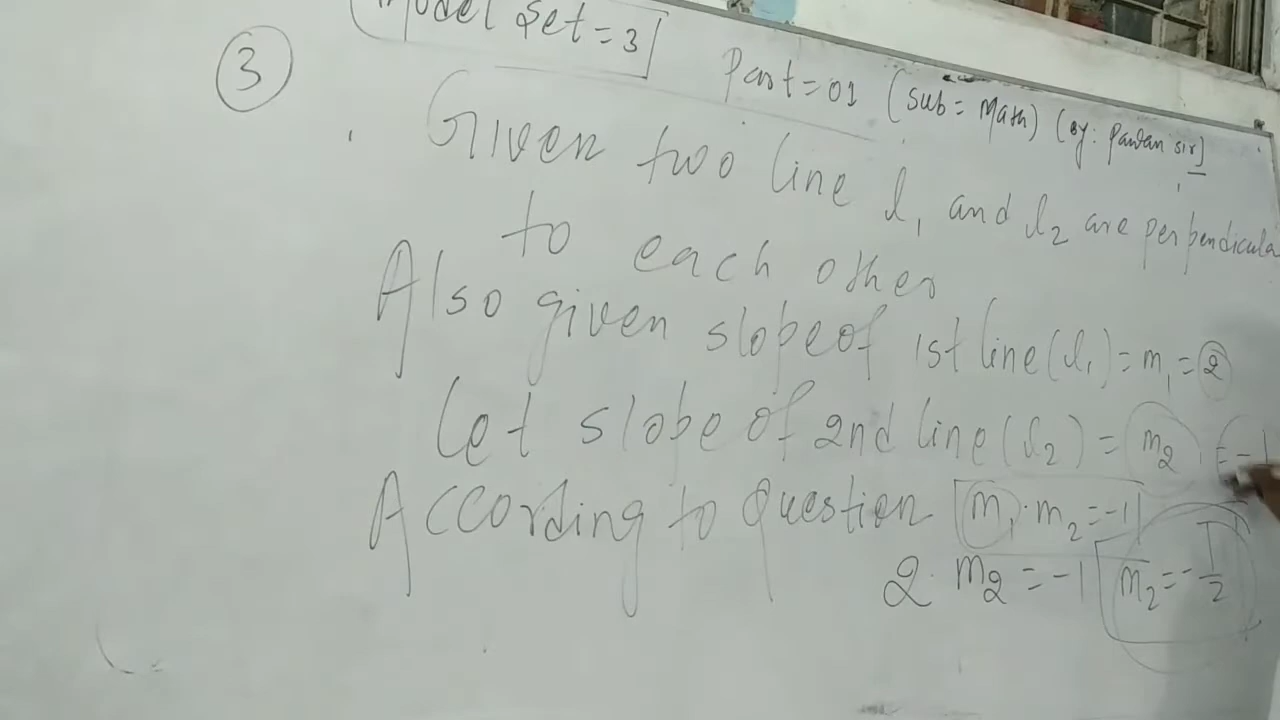 Model Set = 3
Part = 01 (Sub = Math) (By: Pawan sir]
3
Given two line l₁ and l₂ are perpendicular
to each other
Also given slope of 1st line (l₁) = m₁ = 2
Let slobe of 2nd line (l₂) = m₂ = -1
According to Question m₁ · m₂ = -1
2 · m₂ = -1 m₂ = -1/2